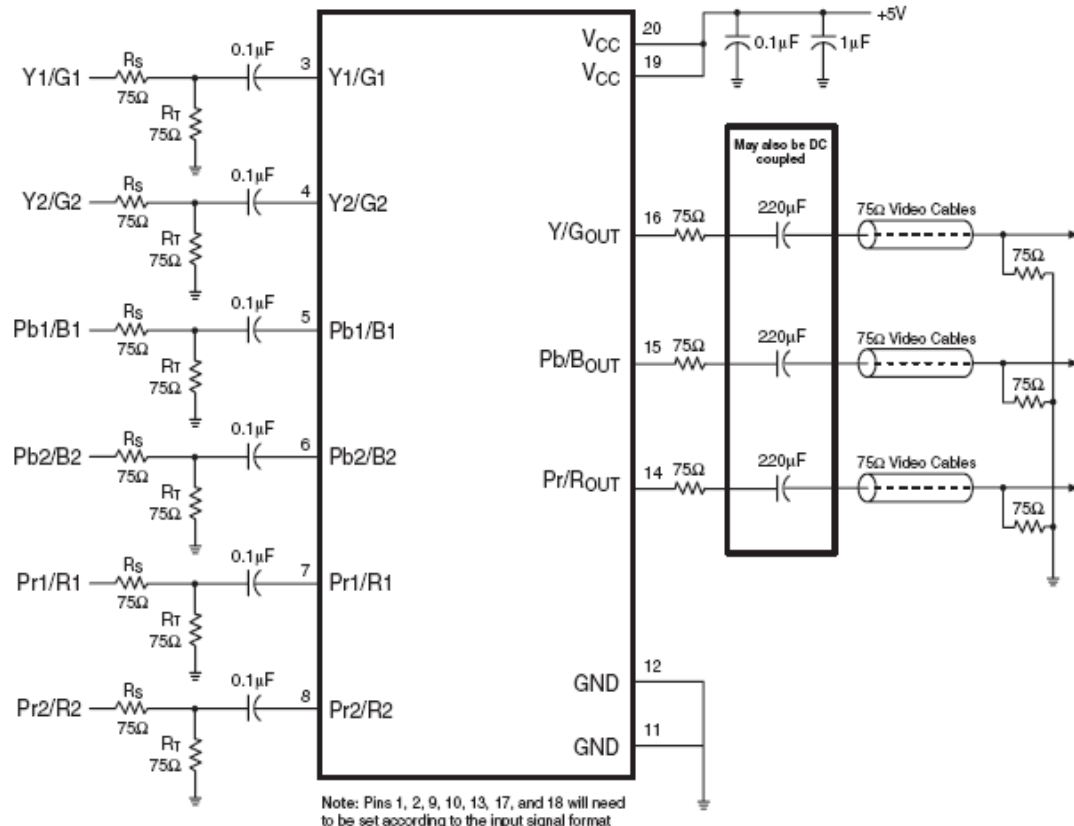 VCC 20
+5V
0.1µF
1µF
VCC 19
Y1/G1
RS
75Ω
0.1µF
3
Y1/G1
RT
75Ω
Y2/G2
RS
75Ω
0.1µF
4
Y2/G2
RT
75Ω
Pb1/B1
RS
75Ω
0.1µF
5
Pb1/B1
RT
75Ω
Pb2/B2
RS
75Ω
0.1µF
6
Pb2/B2
RT
75Ω
Pr1/R1
RS
75Ω
0.1µF
7
Pr1/R1
RT
75Ω
Pr2/R2
RS
75Ω
0.1µF
8
Pr2/R2
RT
75Ω
May also be DC
coupled
Y/GOUT
16
75Ω
220µF
75Ω Video Cables
75Ω
Pb/BOUT
15
75Ω
220µF
75Ω Video Cables
75Ω
Pr/ROUT
14
75Ω
220µF
75Ω Video Cables
75Ω
GND
12
GND
11
Note: Pins 1, 2, 9, 10, 13, 17, and 18 will need
to be set according to the input signal format